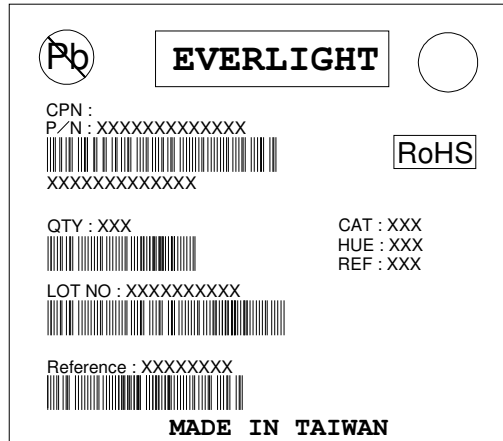 Pb
EVERLIGHT
CPN :
P/N : XXXXXXXXXXXXX
RoHS
XXXXXXXXXXXXX
QTY : XXX
CAT : XXX
HUE : XXX
REF : XXX
LOT NO : XXXXXXXXXX
Reference : XXXXXXXX
MADE IN TAIWAN